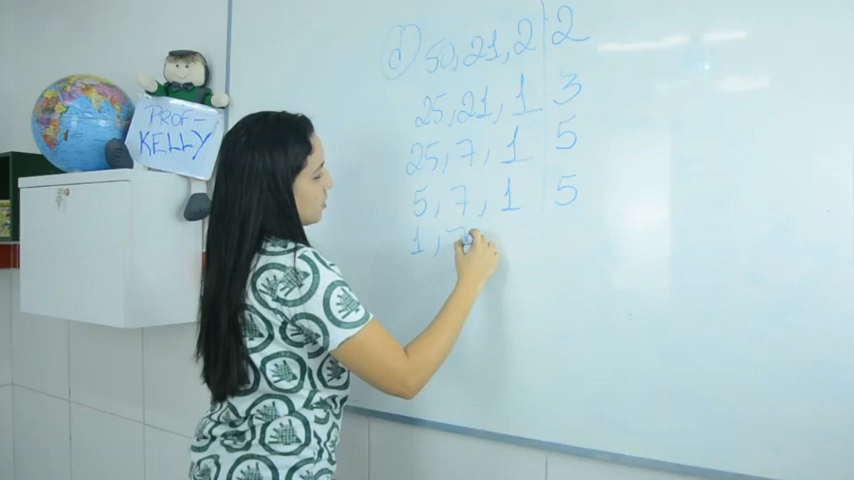 PROF-
KELLY
d) 50, 21, 2 | 2
25, 21, 1 | 3
25, 7, 1 | 5
5, 7, 1 | 5
1, 7